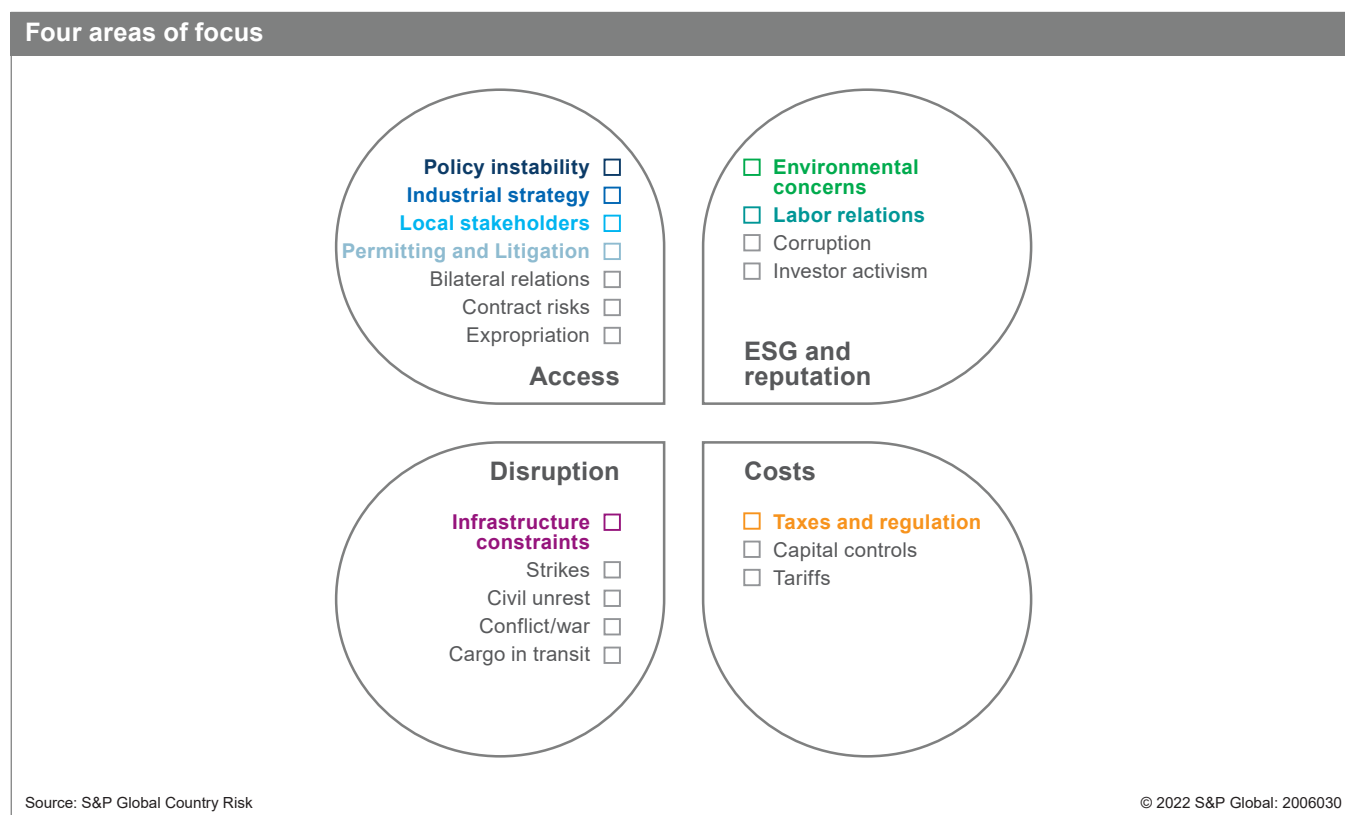 Four areas of focus
Policy instability
Industrial strategy
Local stakeholders
Permitting and Litigation
Bilateral relations
Contract risks
Expropriation
Access
Environmental
concerns
Labor relations
Corruption
Investor activism
ESG and
reputation
Disruption
Infrastructure
constraints
Strikes
Civil unrest
Conflict/war
Cargo in transit
Costs
Taxes and regulation
Capital controls
Tariffs
Source: S&P Global Country Risk
© 2022 S&P Global: 2006030